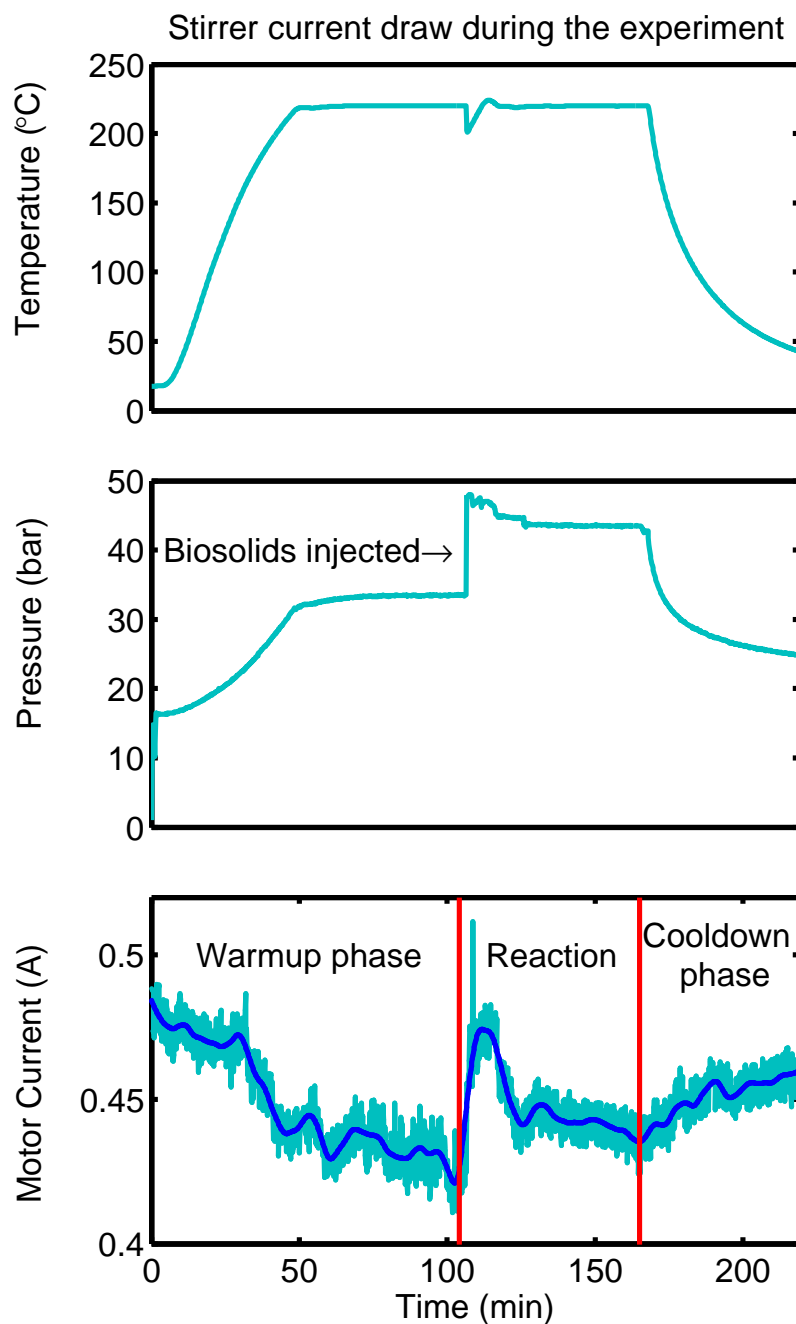 Stirrer current draw during the experiment
250
200
150
100
50
0
Temperature (°C)
50
40
30
20
10
0
Pressure (bar)
Biosolids injected→
0.5
0.45
0.4
Motor Current (A)
Warmup phase
Reaction
Cooldown
phase
0 50 100 150 200
Time (min)